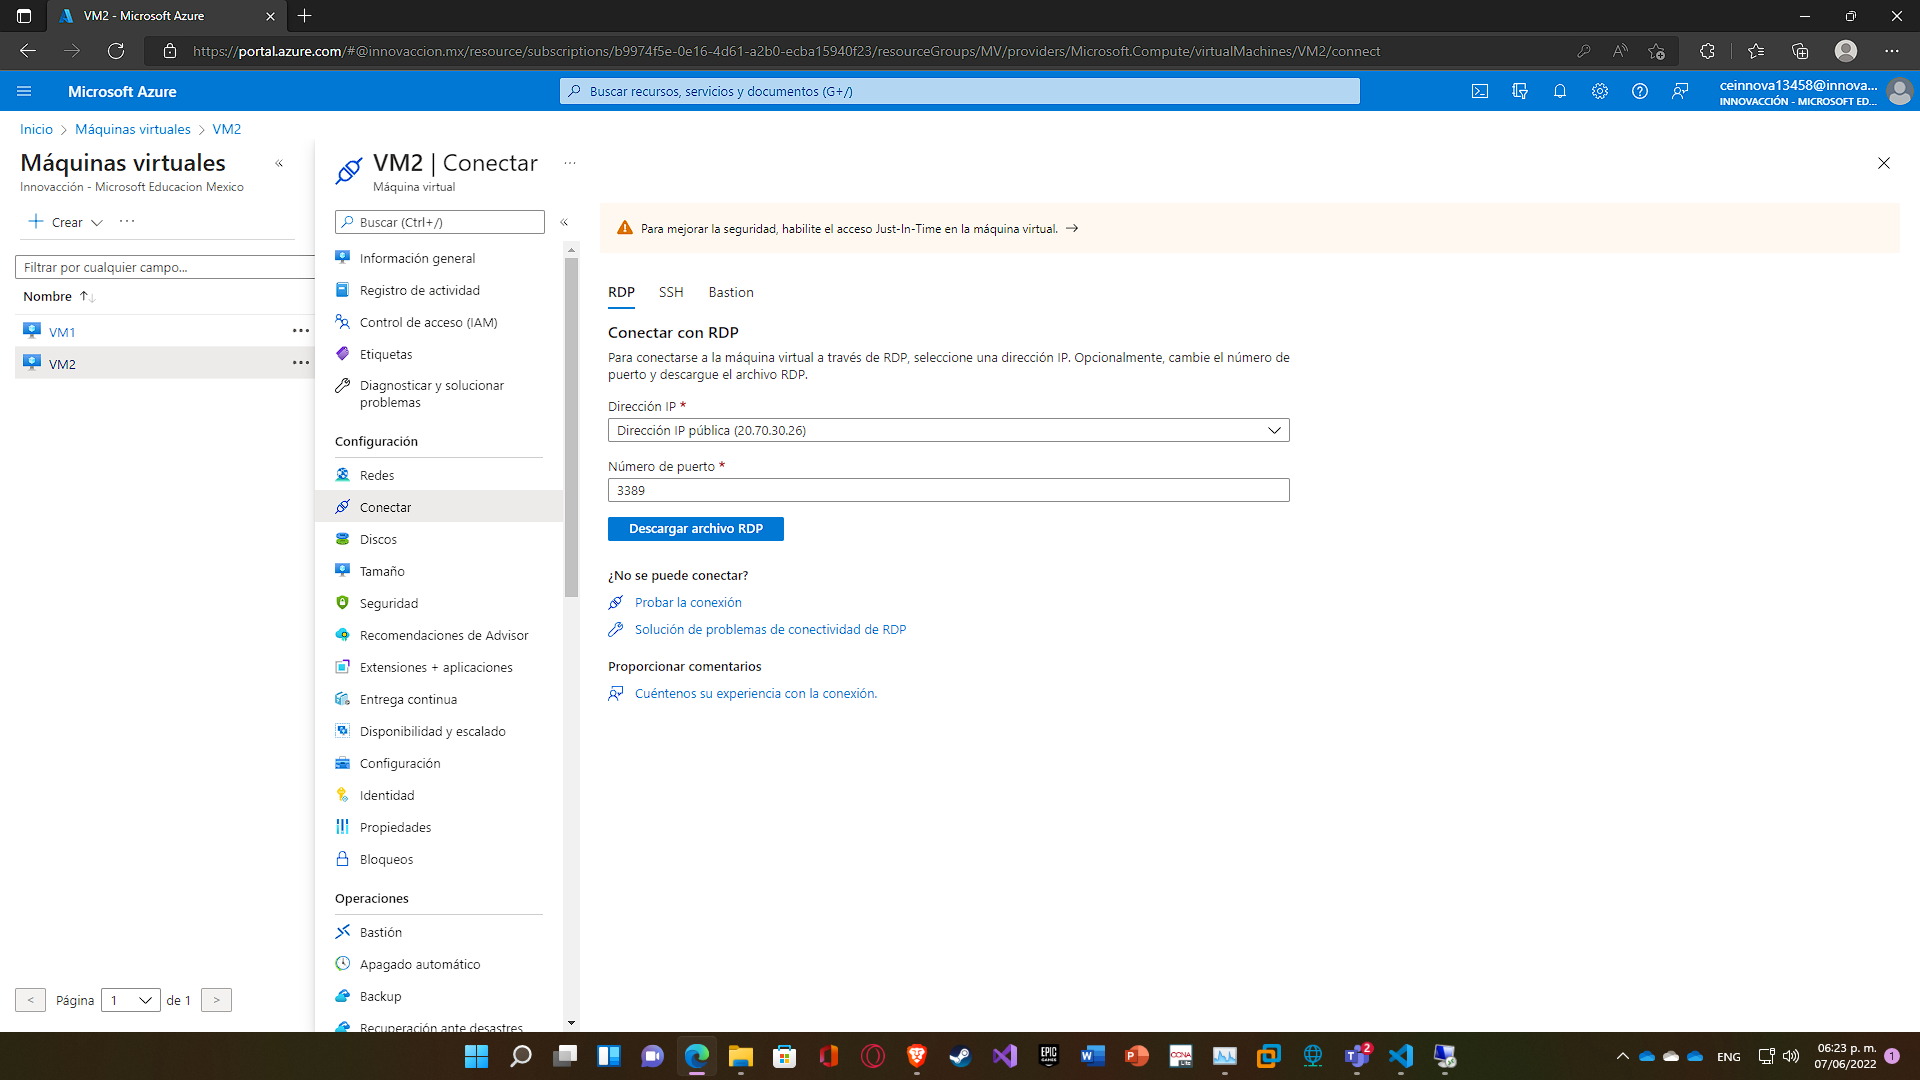 VM2 - Microsoft Azure
https://portal.azure.com/#@innovaccion.mx/resource/subscriptions/b9974f5e-0e16-4d61-a2b0-ecba15940f23/resourceGroups/MV/providers/Microsoft.Compute/virtualMachines/VM2/connect
Microsoft Azure
Buscar recursos, servicios y documentos (G+/)
ceinnova13458@innova...
INNOVACCIÓN - MICROSOFT ED...
Inicio > Máquinas virtuales > VM2
Máquinas virtuales
Innovacción - Microsoft Educacion Mexico
Crear
Filtrar por cualquier campo...
Nombre
VM1
VM2
< Página 1 de 1 >
VM2 | Conectar
Máquina virtual
Buscar (Ctrl+/)
Información general
Registro de actividad
Control de acceso (IAM)
Etiquetas
Diagnosticar y solucionar
problemas
Configuración
Redes
Conectar
Discos
Tamaño
Seguridad
Recomendaciones de Advisor
Extensiones + aplicaciones
Entrega continua
Disponibilidad y escalado
Configuración
Identidad
Propiedades
Bloqueos
Operaciones
Bastión
Apagado automático
Backup
Recuperación ante desastres
Para mejorar la seguridad, habilite el acceso Just-In-Time en la máquina virtual. →
RDP SSH Bastion
Conectar con RDP
Para conectarse a la máquina virtual a través de RDP, seleccione una dirección IP. Opcionalmente, cambie el número de
puerto y descargue el archivo RDP.
Dirección IP *
Dirección IP pública (20.70.30.26)
Número de puerto *
3389
Descargar archivo RDP
¿No se puede conectar?
Probar la conexión
Solución de problemas de conectividad de RDP
Proporcionar comentarios
Cuéntenos su experiencia con la conexión.
EPIC GAMES
CCNA
2
ENG
06:23 p. m.
07/06/2022
1